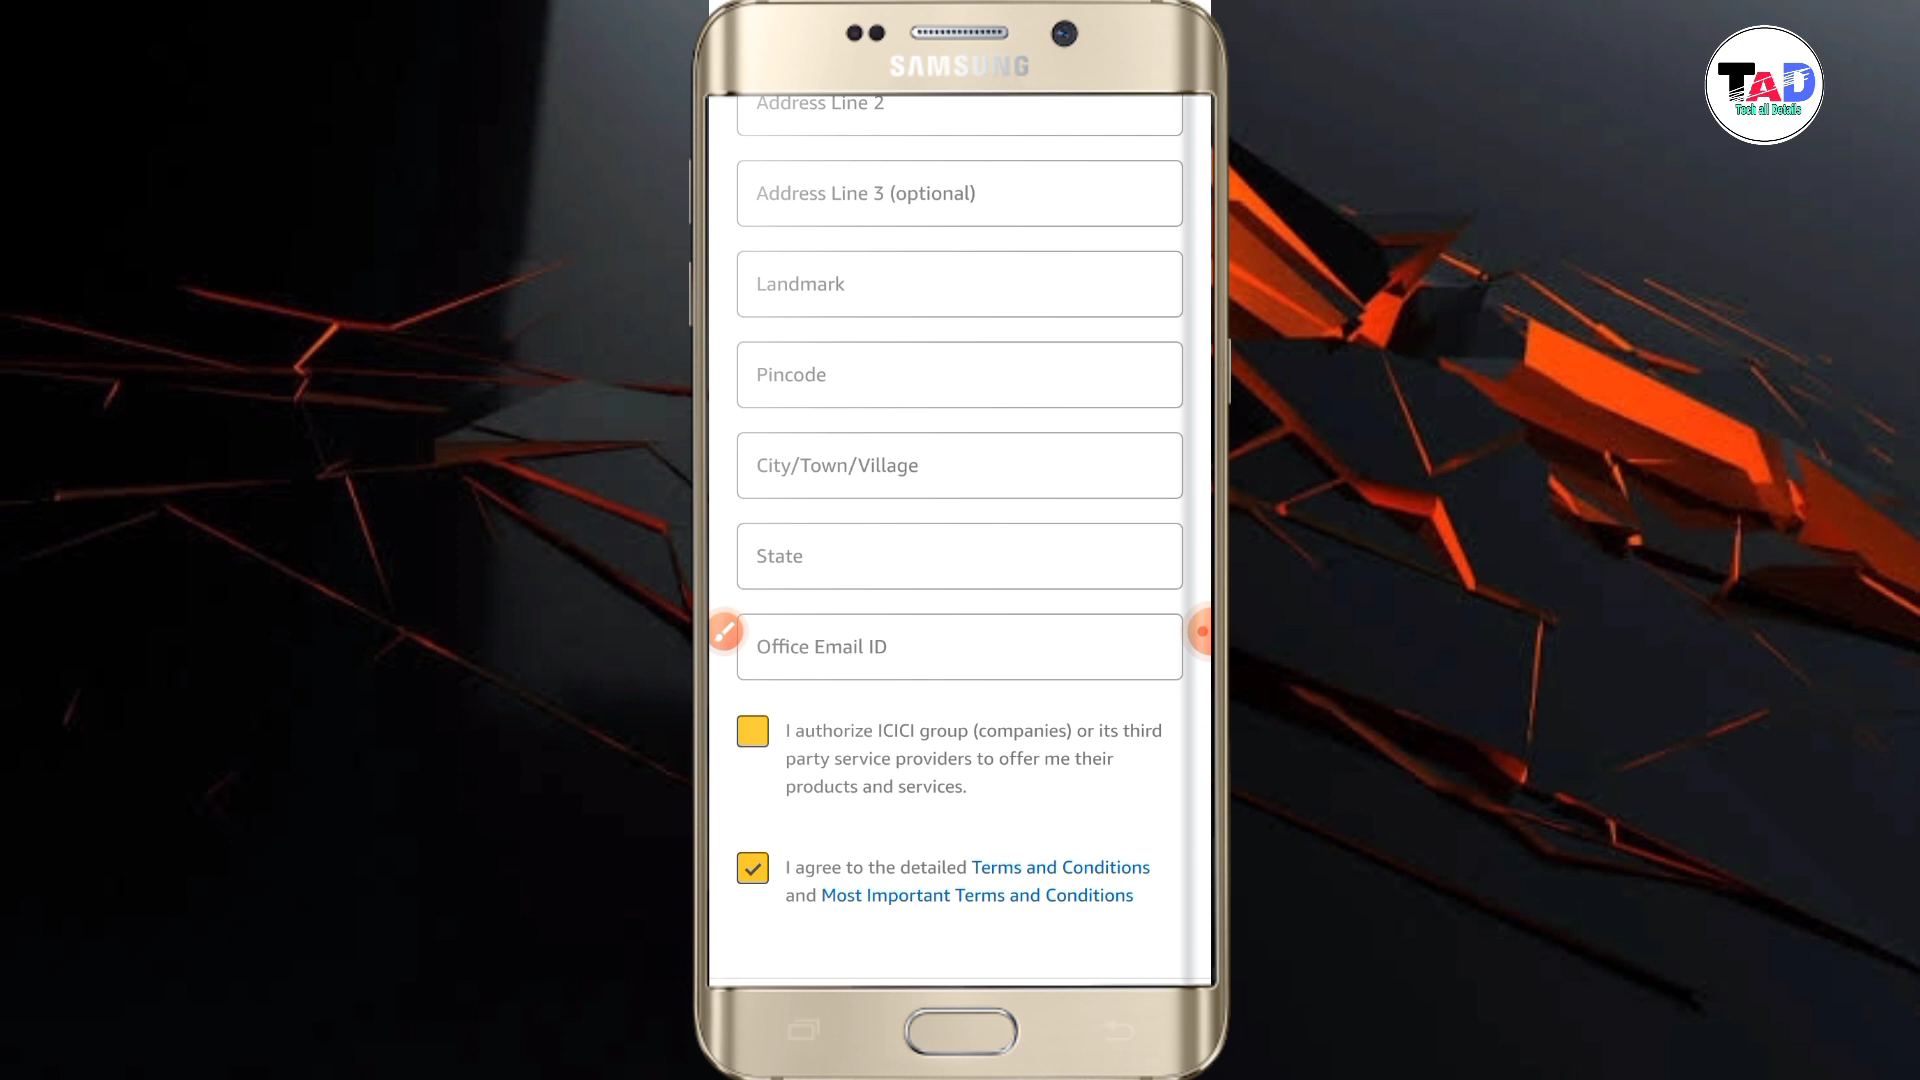 SAMSUNG
TAD
Tech all Details
Address Line 2
Address Line 3 (optional)
Landmark
Pincode
City/Town/Village
State
Office Email ID
I authorize ICICI group (companies) or its third
party service providers to offer me their
products and services.
I agree to the detailed Terms and Conditions
and Most Important Terms and Conditions